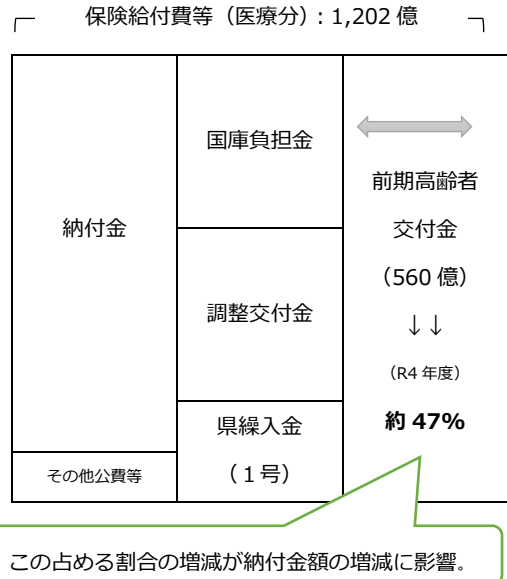 保険給付費等（医療分）：1,202 億
納付金
その他公費等
国庫負担金
調整交付金
県繰入金
（１号）
前期高齢者
交付金
（560 億）
↓↓
（R4 年度）
約 47%
この占める割合の増減が納付金額の増減に影響。